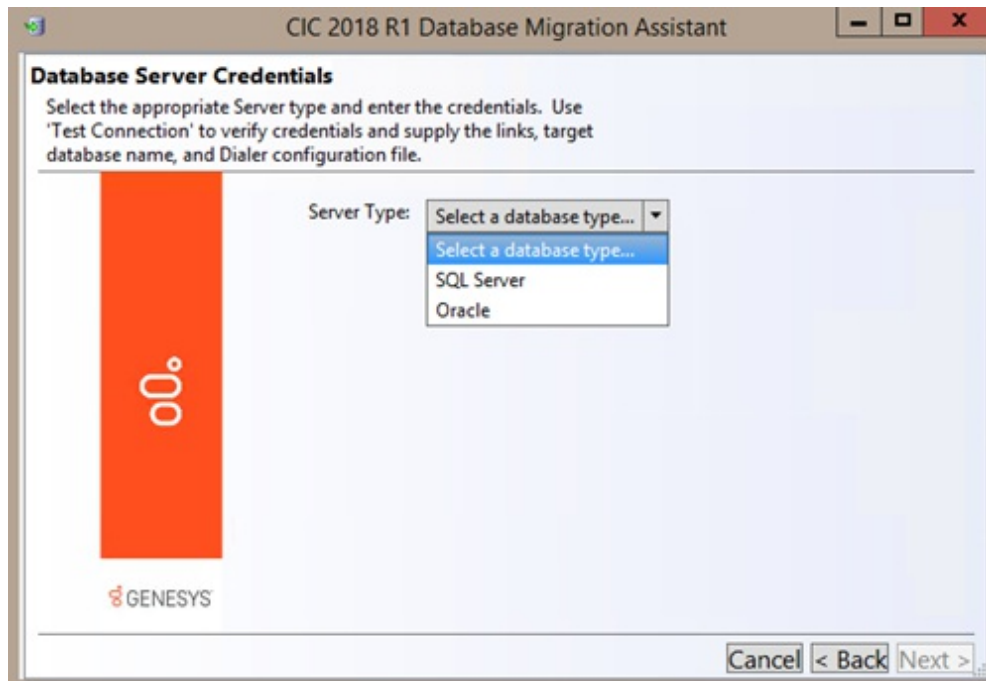 CIC 2018 R1 Database Migration Assistant
Database Server Credentials
Select the appropriate Server type and enter the credentials. Use
'Test Connection' to verify credentials and supply the links, target
database name, and Dialer configuration file.
Server Type: Select a database type...
Select a database type...
SQL Server
Oracle
GENESYS
Cancel < Back Next >